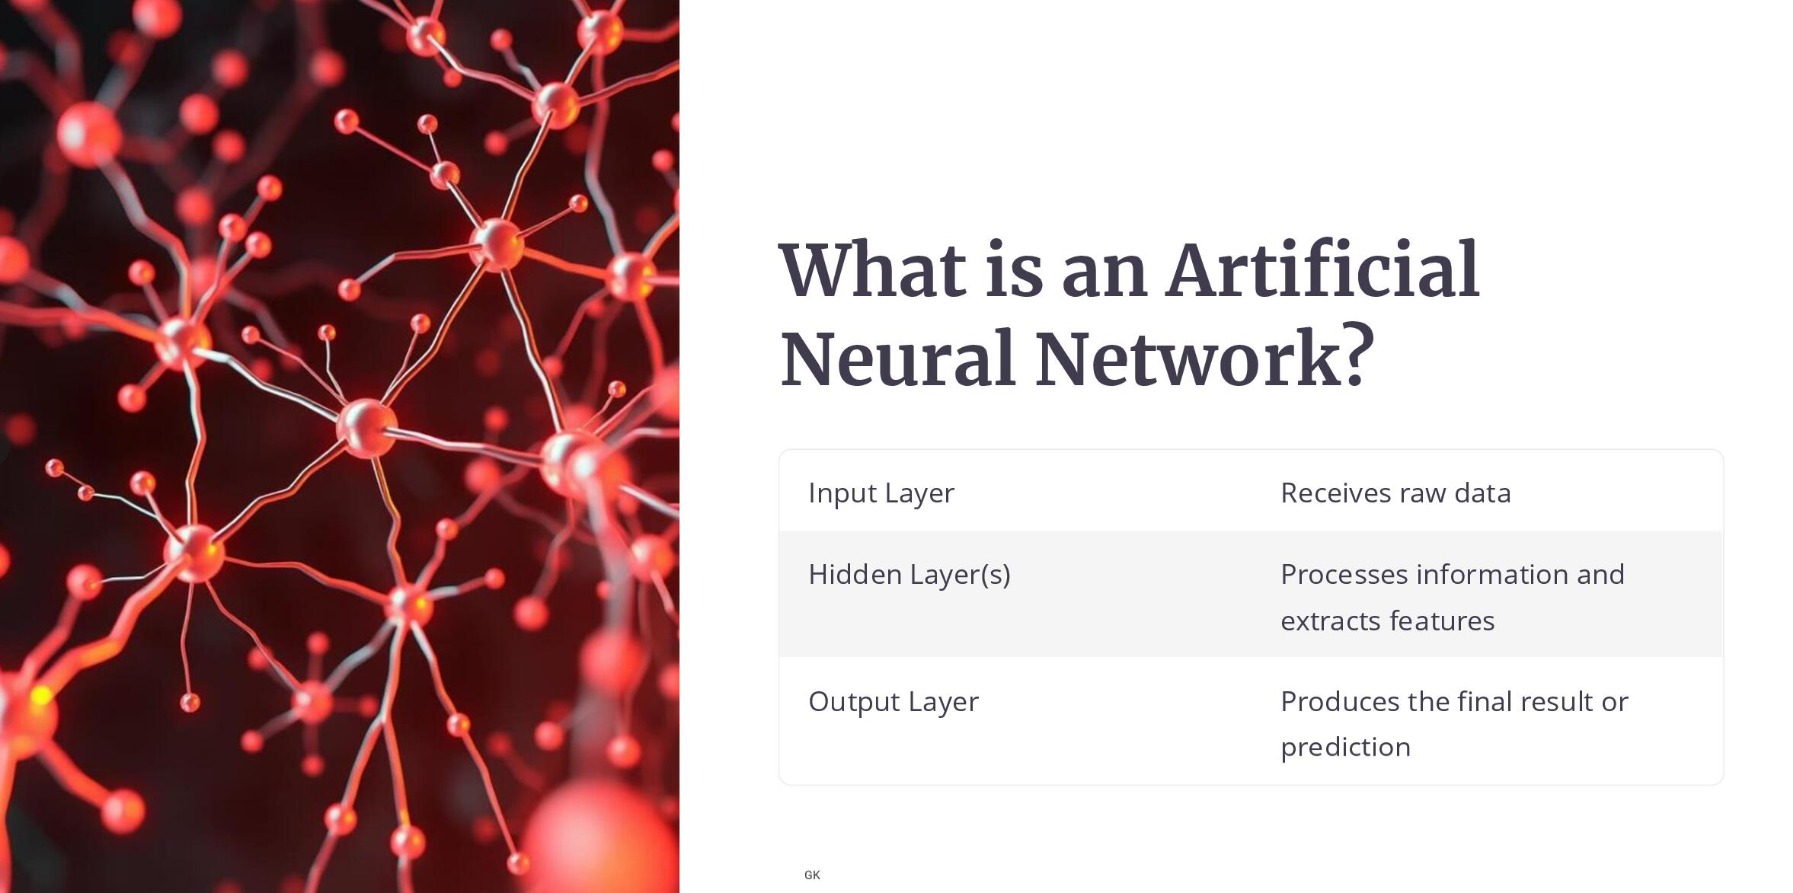 What is an Artificial
Neural Network?
Input Layer
Receives raw data
Hidden Layer(s)
Processes information and
extracts features
Output Layer
Produces the final result or
prediction
GK